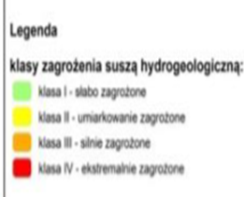 Legenda
klasy zagrożenia suszą hydrogeologiczną:
klasa I - słabo zagrożone
klasa II - umiarkowanie zagrożone
klasa III - silnie zagrożone
klasa IV - ekstremalnie zagrożone